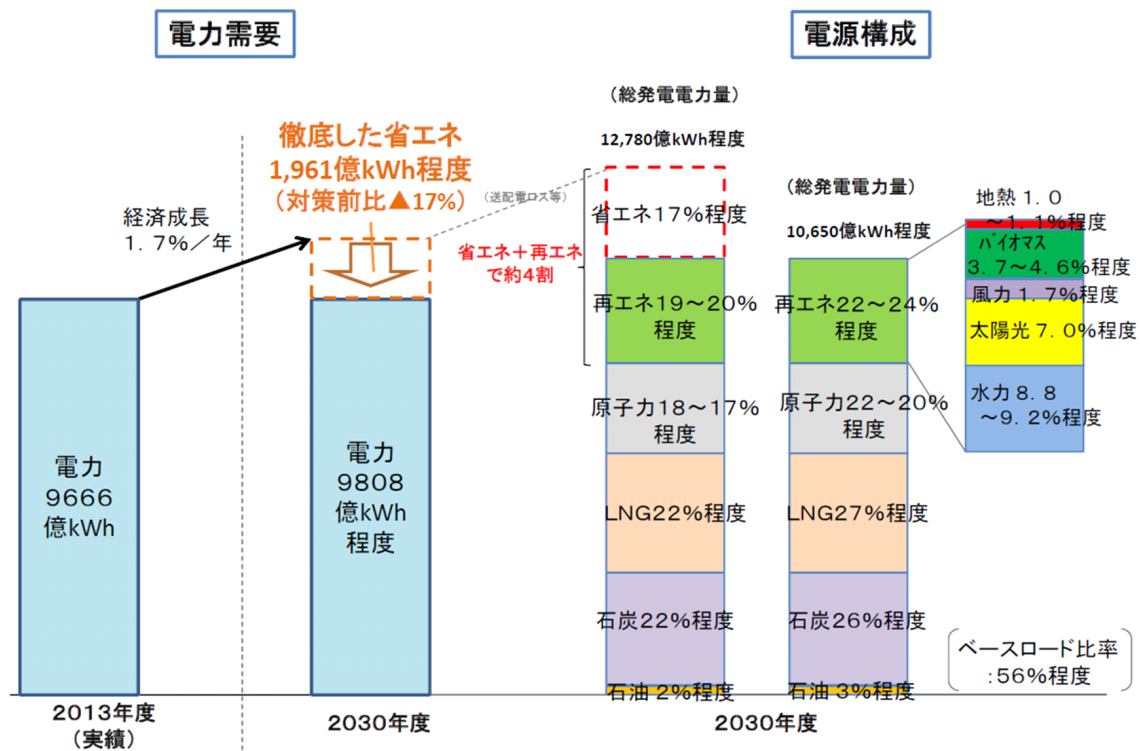 電力需要
電源構成
徹底した省エネ
1,961億kWh程度
(対策前比▲17%)
経済成長
1.7%/年
電力
9666
億kWh
電力
9808
億kWh
程度
(送配電ロス等)
省エネ+再エネ
で約4割
(総発電電力量)
12,780億kWh程度
省エネ17%程度
再エネ19~20%
程度
原子力18~17%
程度
LNG22%程度
石炭22%程度
石油 2%程度
(総発電電力量)
10,650億kWh程度
再エネ22~24%
程度
原子力22~20%
程度
LNG27%程度
石炭26%程度
石油 3%程度
地熱1.0
~1.1%程度
バイオマス
3.7~4.6%程度
風力1.7%程度
太陽光7.0%程度
水力8.8
~9.2%程度
ベースロード比率
:56%程度
2013年度
(実績)
2030年度
2030年度